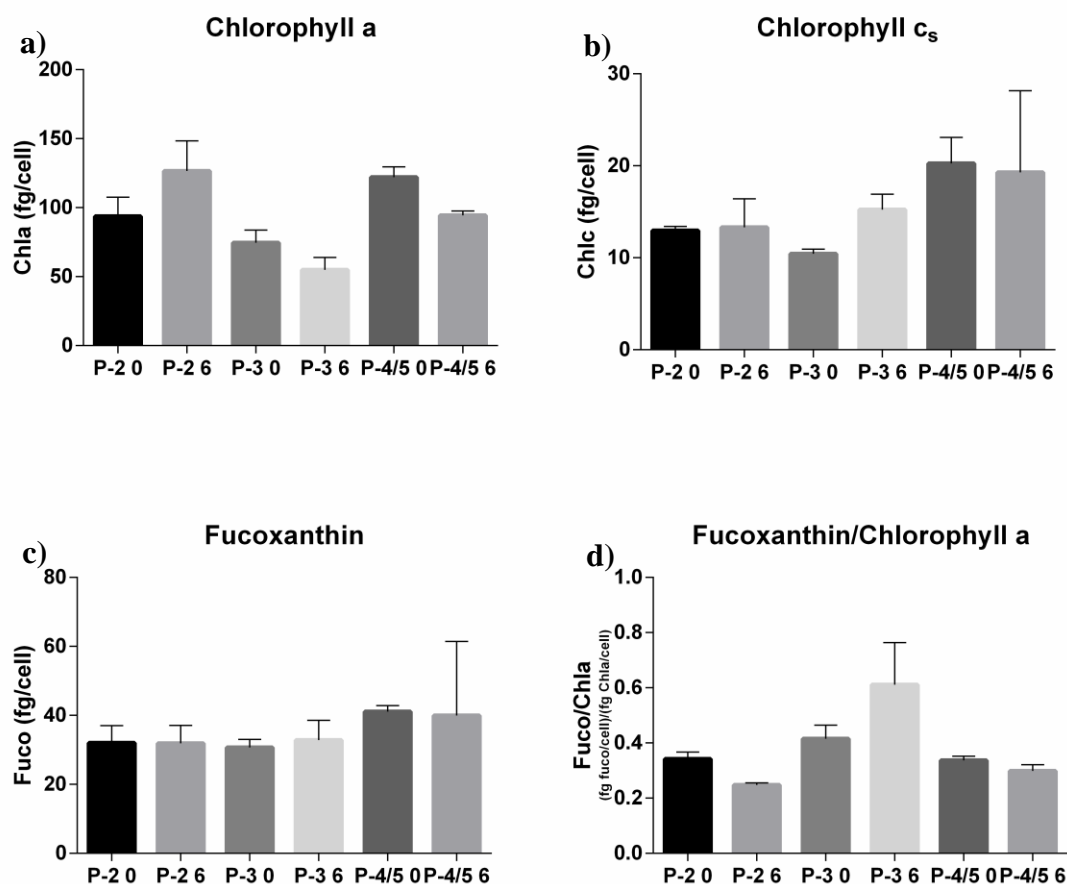 a)
Chlorophyll a
Chla (fg/cell)
200
150
100
50
0
P-2 0 P-2 6 P-3 0 P-3 6 P-4/5 0 P-4/5 6
b)
Chlorophyll cs
Chlc (fg/cell)
30
20
10
0
P-2 0 P-2 6 P-3 0 P-3 6 P-4/5 0 P-4/5 6
c)
Fucoxanthin
Fuco (fg/cell)
80
60
40
20
0
P-2 0 P-2 6 P-3 0 P-3 6 P-4/5 0 P-4/5 6
d)
Fucoxanthin/Chlorophyll a
Fuco/Chla
(fg fuco/cell)/(fg Chla/cell)
1.0
0.8
0.6
0.4
0.2
0.0
P-2 0 P-2 6 P-3 0 P-3 6 P-4/5 0 P-4/5 6